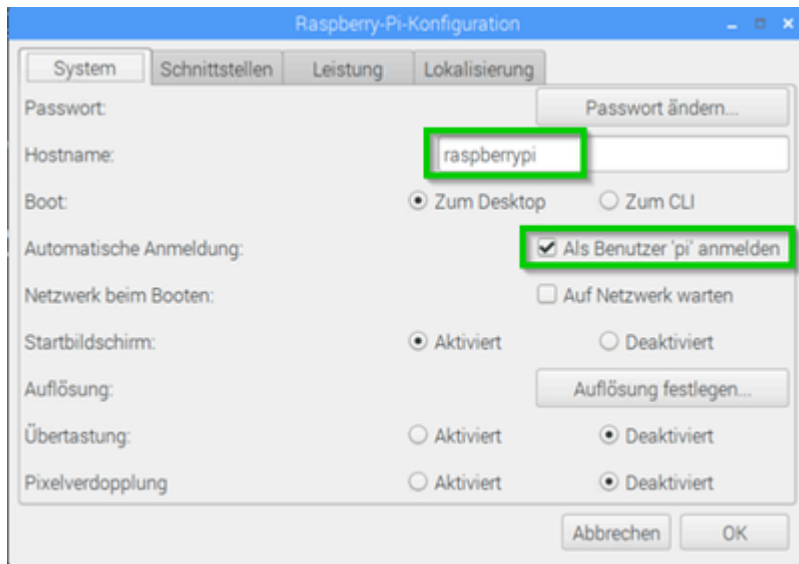 Raspberry-Pi-Konfiguration
System Schnittstellen Leistung Lokalisierung
Passwort: Passwort ändern...
Hostname: raspberrypi
Boot: Zum Desktop Zum CLI
Automatische Anmeldung: Als Benutzer 'pi' anmelden
Netzwerk beim Booten: Auf Netzwerk warten
Startbildschirm: Aktiviert Deaktiviert
Auflösung: Auflösung festlegen...
Übertastung: Aktiviert Deaktiviert
Pixelverdopplung Aktiviert Deaktiviert
Abbrechen OK